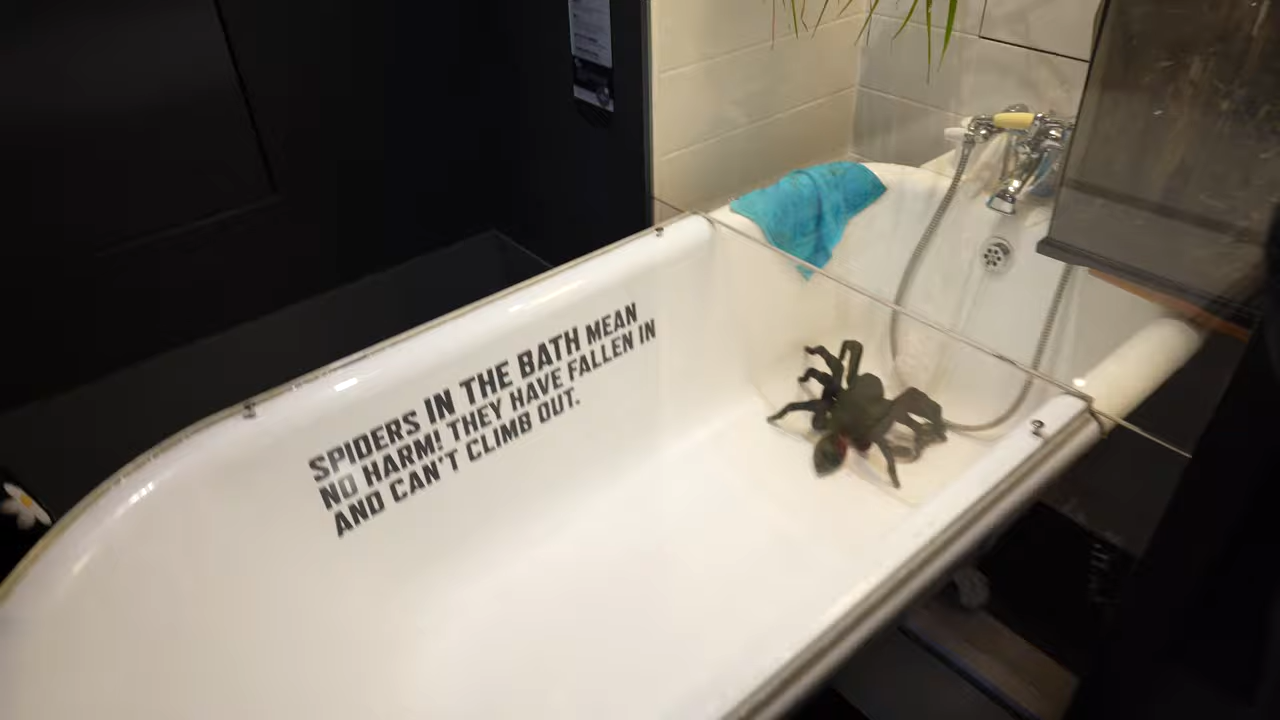 SPIDERS IN THE BATH MEAN
NO HARM! THEY HAVE FALLEN IN
AND CAN'T CLIMB OUT.